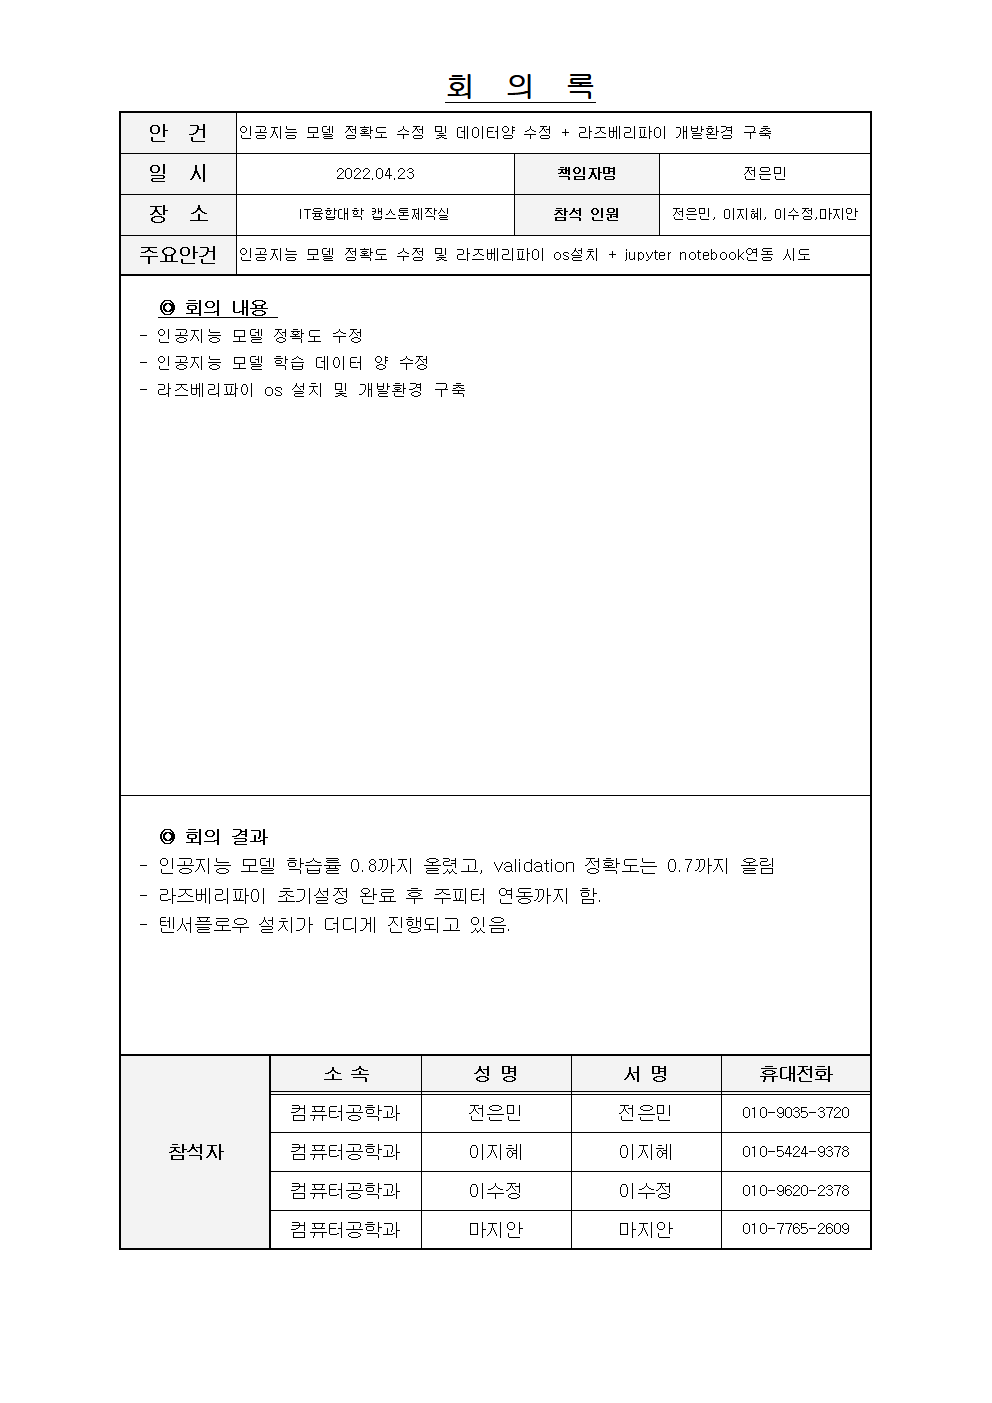 회 의 록
안 건 인공지능 모델 정확도 수정 및 데이터양 수정 + 라즈베리파이 개발환경 구축
일 시 2022.04.23 책임자명 전은민
장 소 IT융합대학 캡스톤제작실 참석 인원 전은민, 이지혜, 이수정,마지안
주요안건 인공지능 모델 정확도 수정 및 라즈베리파이 os설치 + jupyter notebook연동 시도
◎ 회의 내용
- 인공지능 모델 정확도 수정
- 인공지능 모델 학습 데이터 양 수정
- 라즈베리파이 os 설치 및 개발환경 구축
◎ 회의 결과
- 인공지능 모델 학습률 0.8까지 올렸고, validation 정확도는 0.7까지 올림
- 라즈베리파이 초기설정 완료 후 주피터 연동까지 함.
- 텐서플로우 설치가 더디게 진행되고 있음.
참석자
소 속 성 명 서 명 휴대전화
컴퓨터공학과 전은민 전은민 010-9035-3720
컴퓨터공학과 이지혜 이지혜 010-5424-9378
컴퓨터공학과 이수정 이수정 010-9620-2378
컴퓨터공학과 마지안 마지안 010-7765-2609